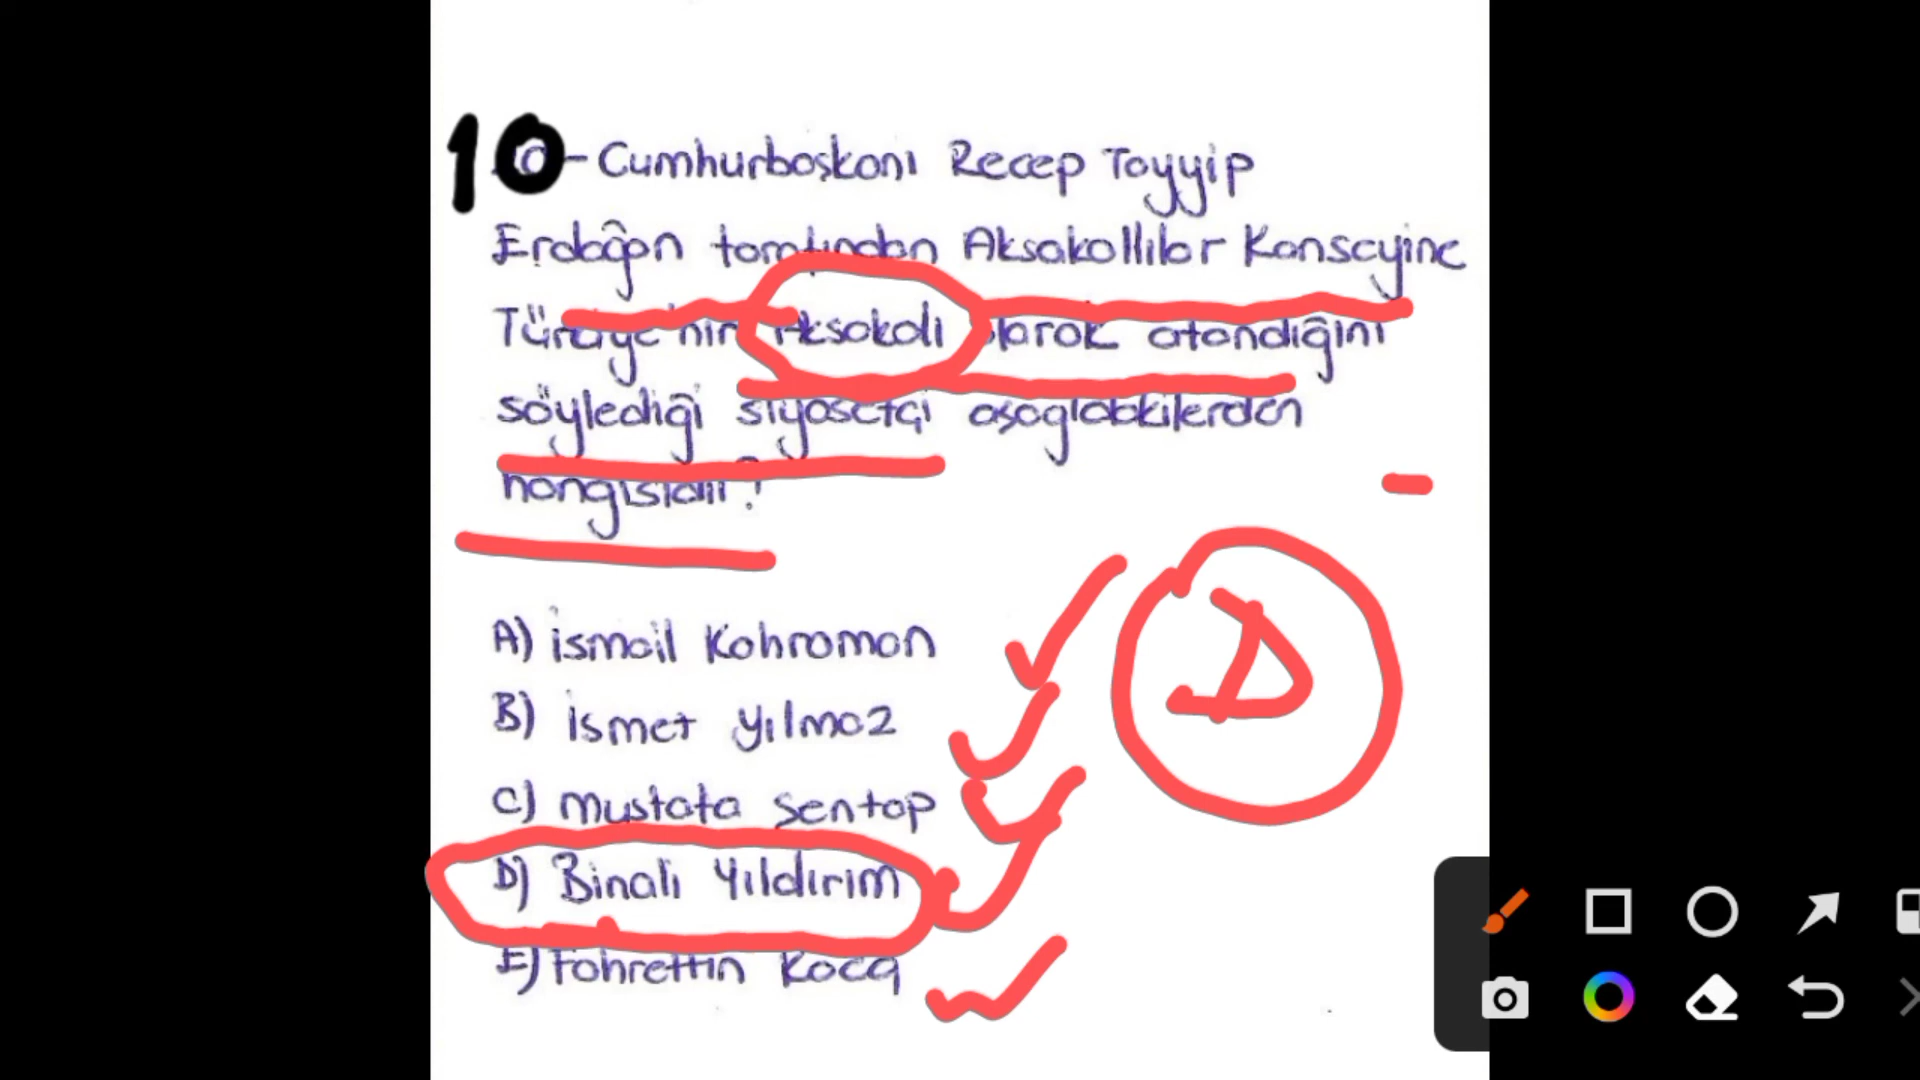 10-Cumhurbaşkanı Recep Tayyip
Erdoğan tarafından Aksakallılar Konseyine
Türkiye'nin Aksakalı olarak atandığını
söylediği siyasetçi aşağıdakilerden
hangisidir?
A) İsmail Kahraman
B) İsmet Yılmaz
C) Mustafa Şentop
D) Binali Yıldırım
E) Fahrettin Koca
D